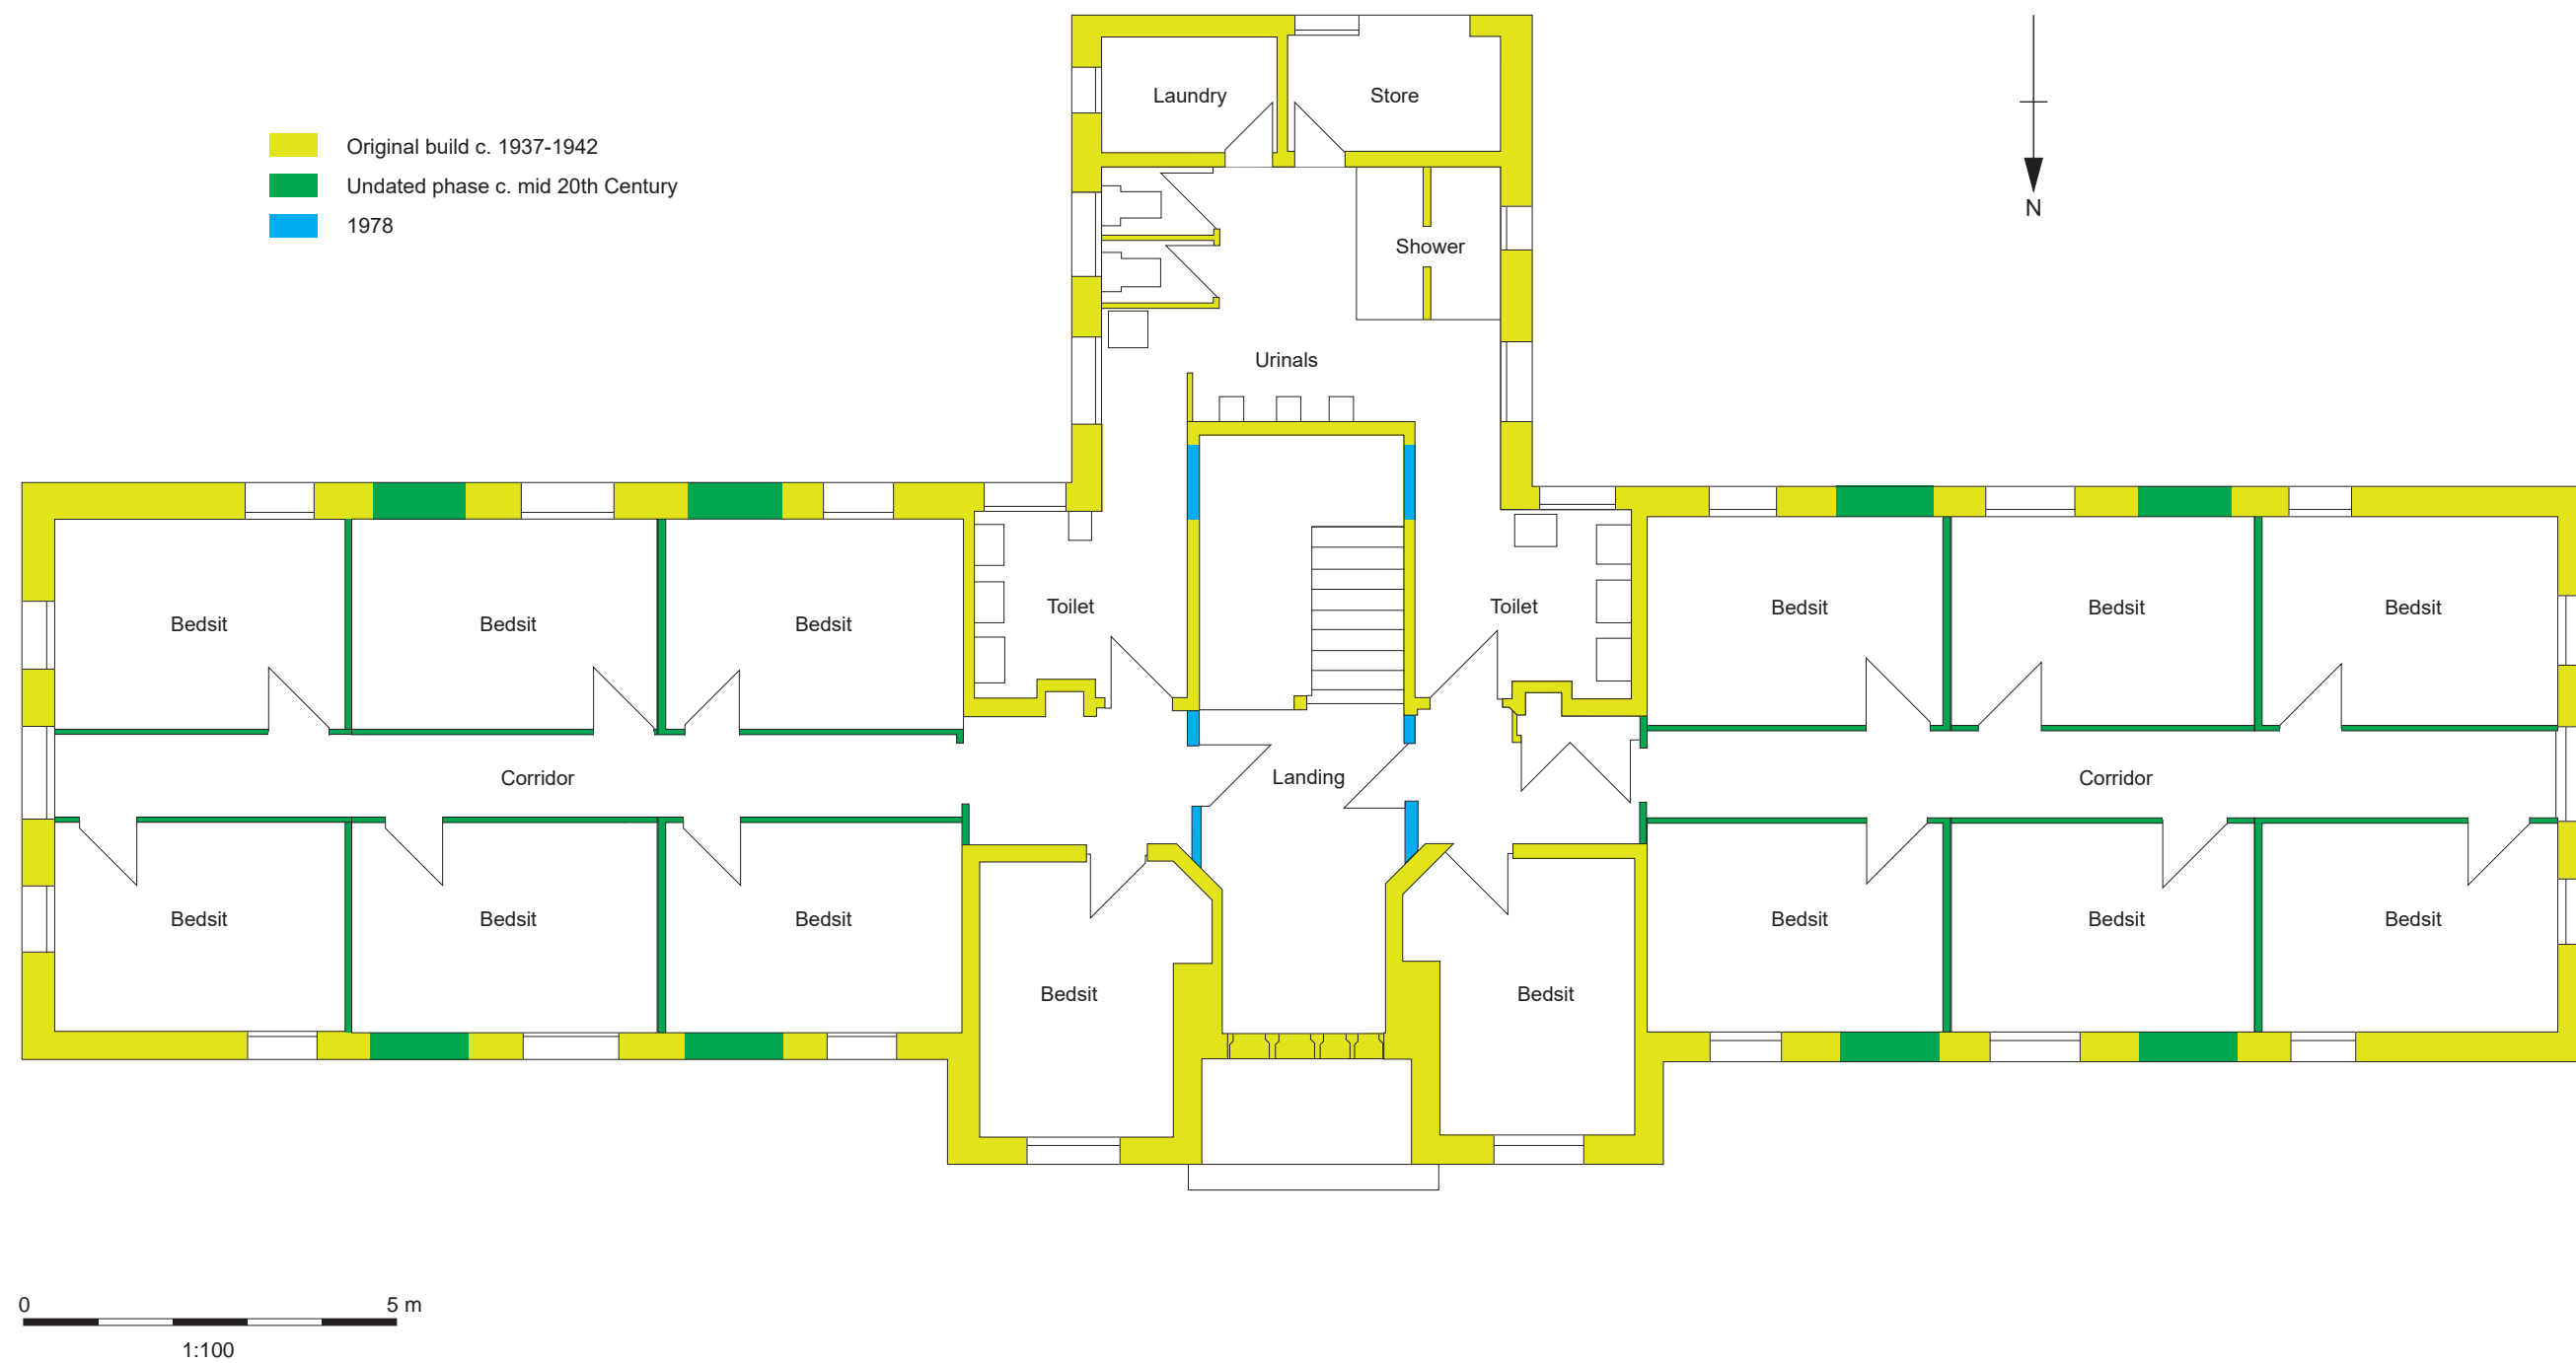 Laundry
Store
Original build c. 1937-1942
Undated phase c. mid 20th Century
1978
N
Shower
Urinals
Bedsit
Bedsit
Bedsit
Toilet
Toilet
Bedsit
Bedsit
Bedsit
Corridor
Landing
Corridor
Bedsit
Bedsit
Bedsit
Bedsit
Bedsit
Bedsit
Bedsit
Bedsit
0
5 m
1:100